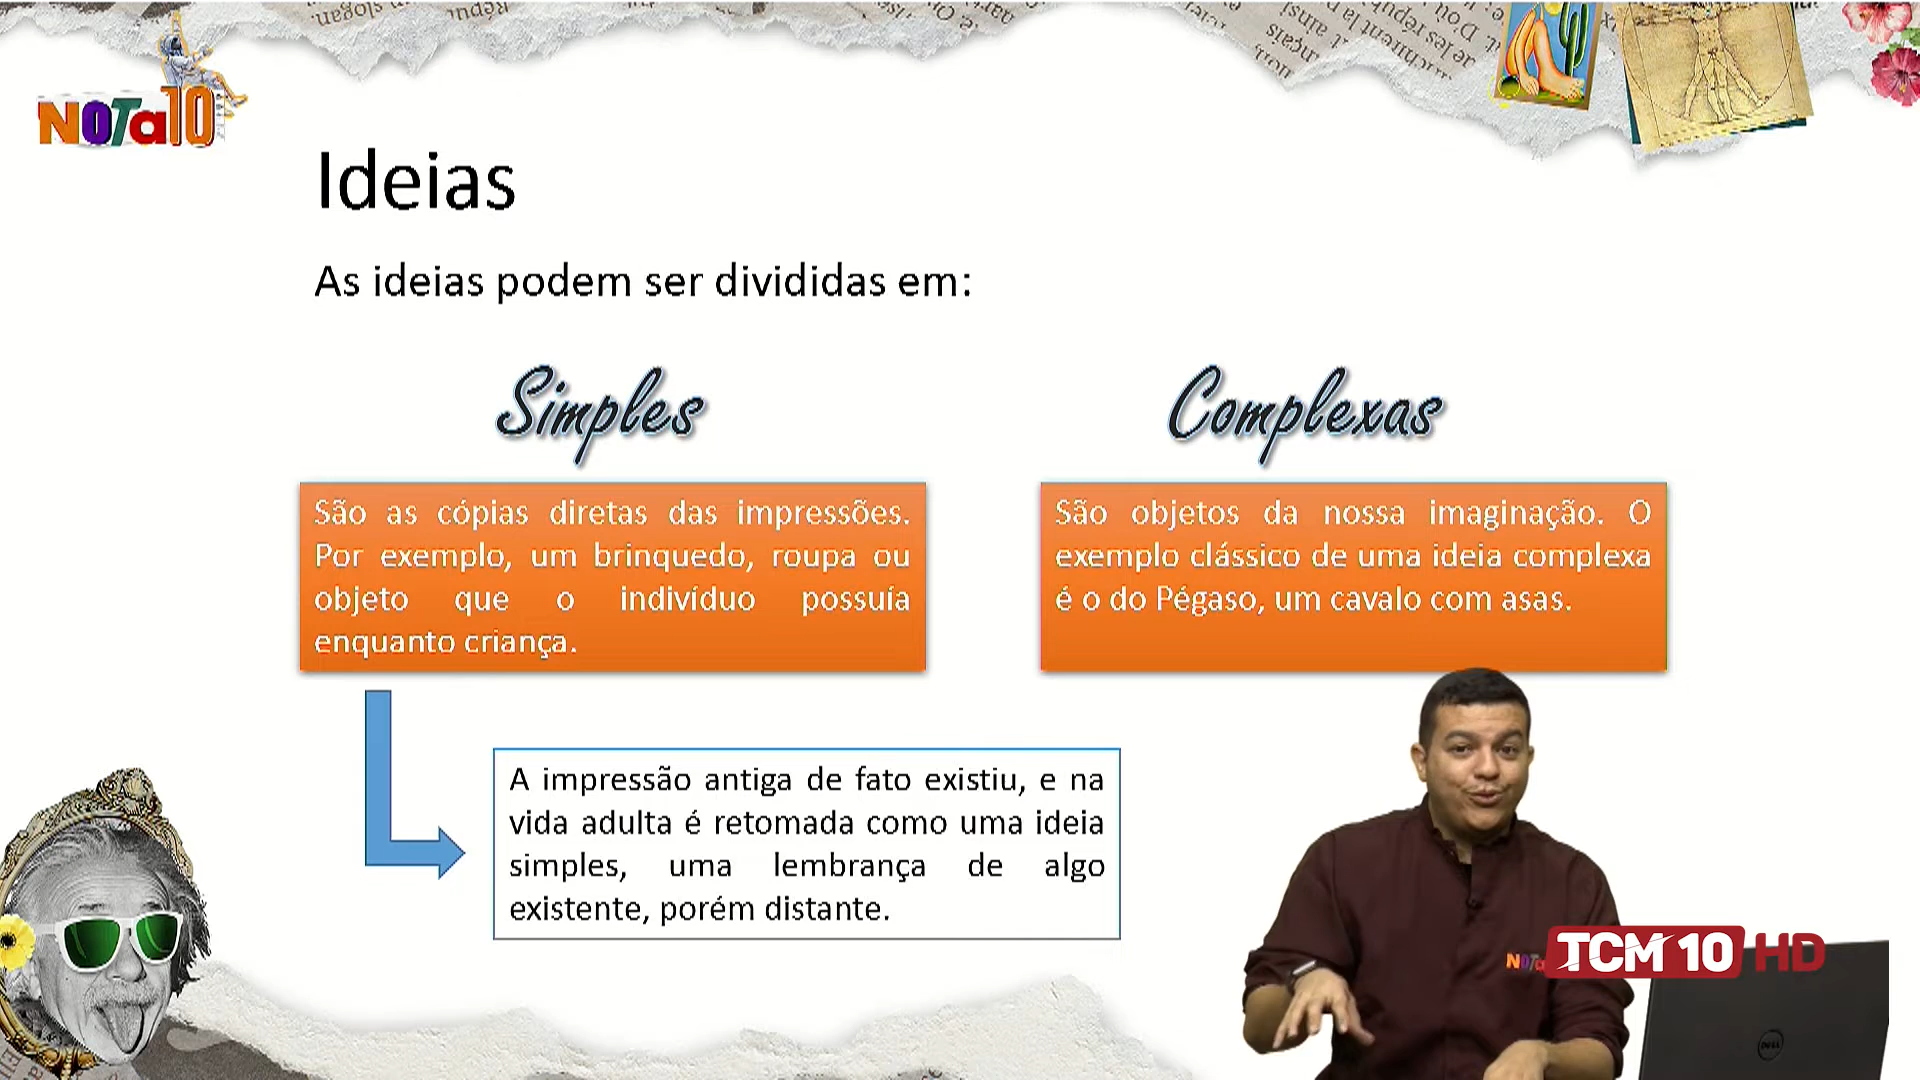 NOTa10
Ideias
As ideias podem ser divididas em:
Simples
Complexas
São as cópias diretas das impressões.
Por exemplo, um brinquedo, roupa ou
objeto que o indivíduo possuía
enquanto criança.
São objetos da nossa imaginação. O
exemplo clássico de uma ideia complexa
é o do Pégaso, um cavalo com asas.
A impressão antiga de fato existiu, e na
vida adulta é retomada como uma ideia
simples, uma lembrança de algo
existente, porém distante.
NOTa
TCM 10 HD
DELL